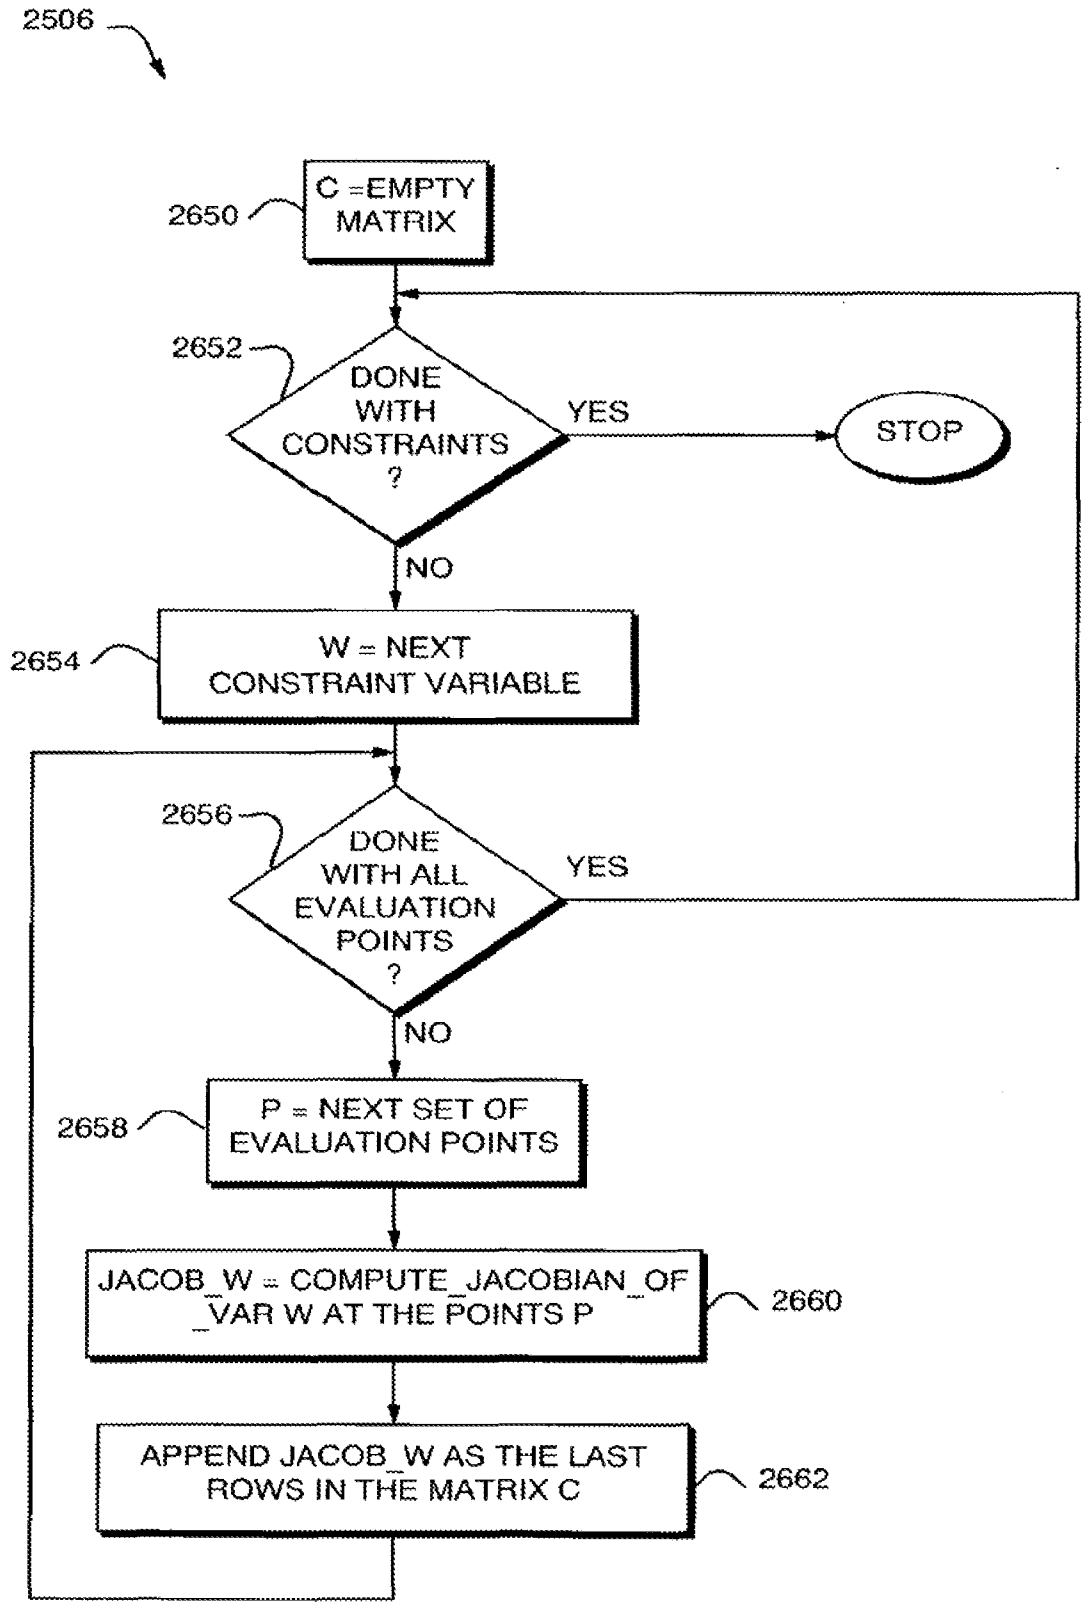 2506
C =EMPTY
MATRIX
2650
2652
DONE
WITH
CONSTRAINTS
?
YES
STOP
NO
W = NEXT
CONSTRAINT VARIABLE
2654
2656
DONE
WITH ALL
EVALUATION
POINTS
?
YES
NO
P = NEXT SET OF
EVALUATION POINTS
2658
JACOB_W = COMPUTE_JACOBIAN_OF
_VAR W AT THE POINTS P
2660
APPEND JACOB_W AS THE LAST
ROWS IN THE MATRIX C
2662